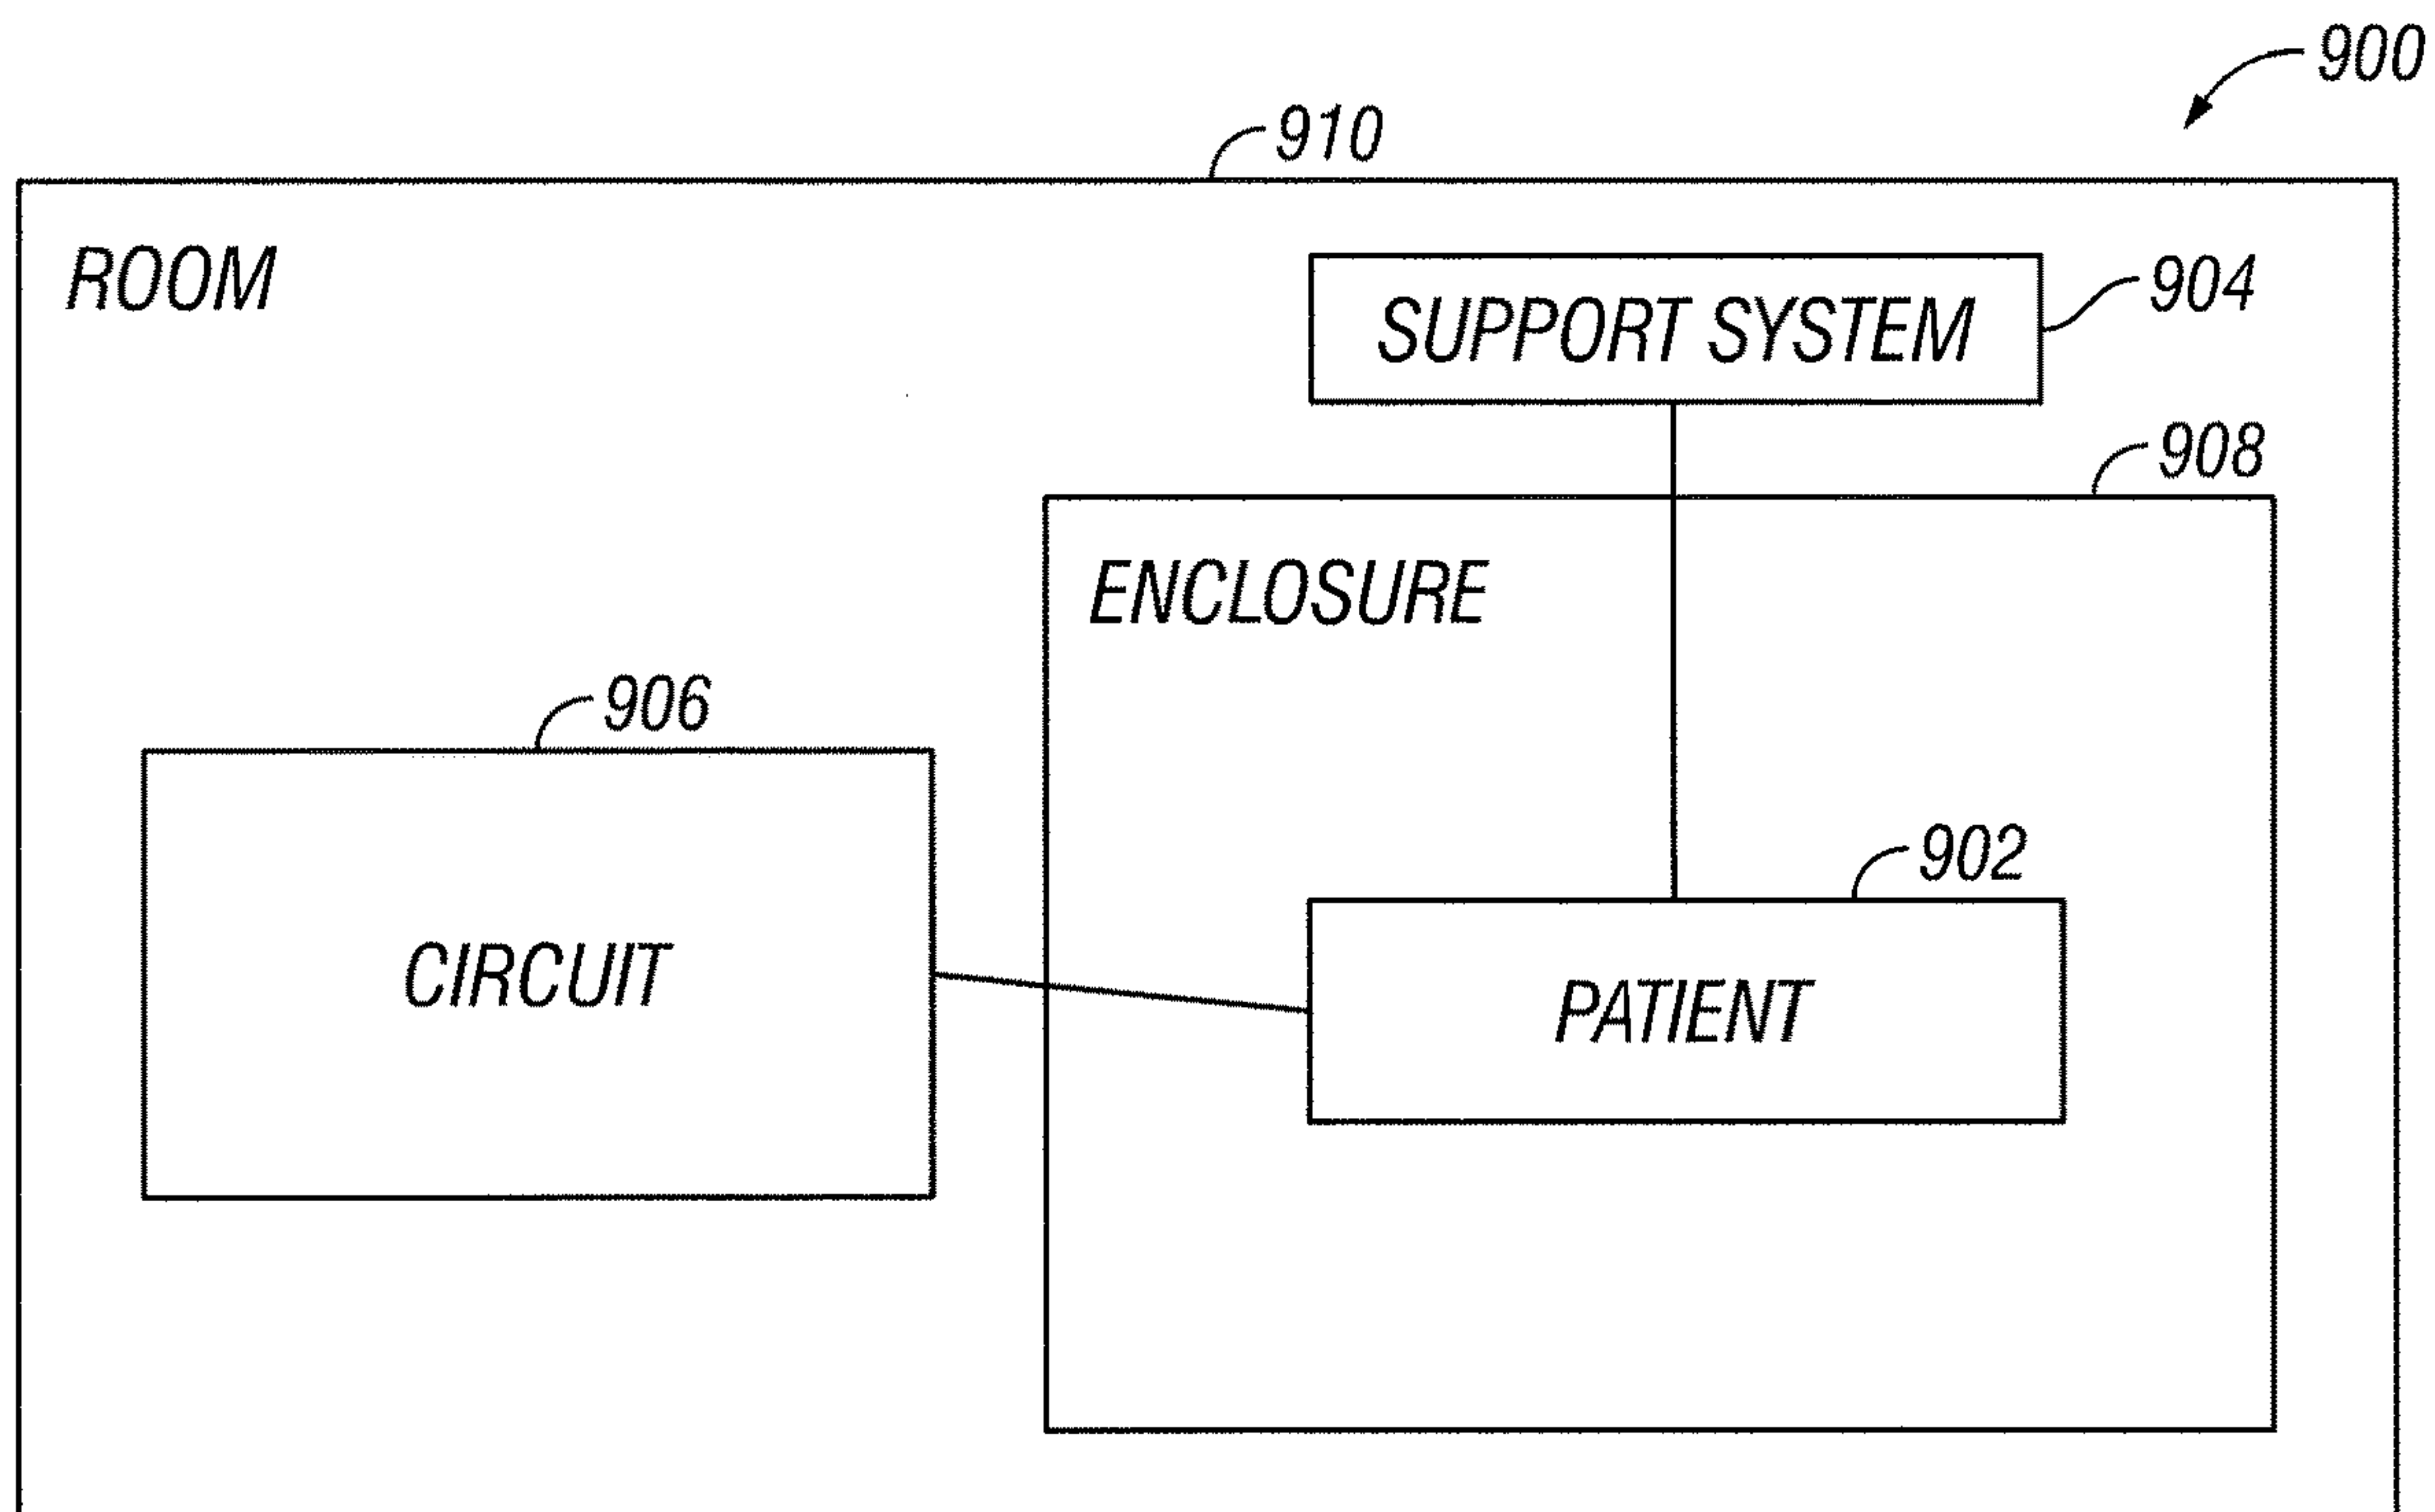 900
910
ROOM
SUPPORT SYSTEM
904
908
ENCLOSURE
906
902
CIRCUIT
PATIENT